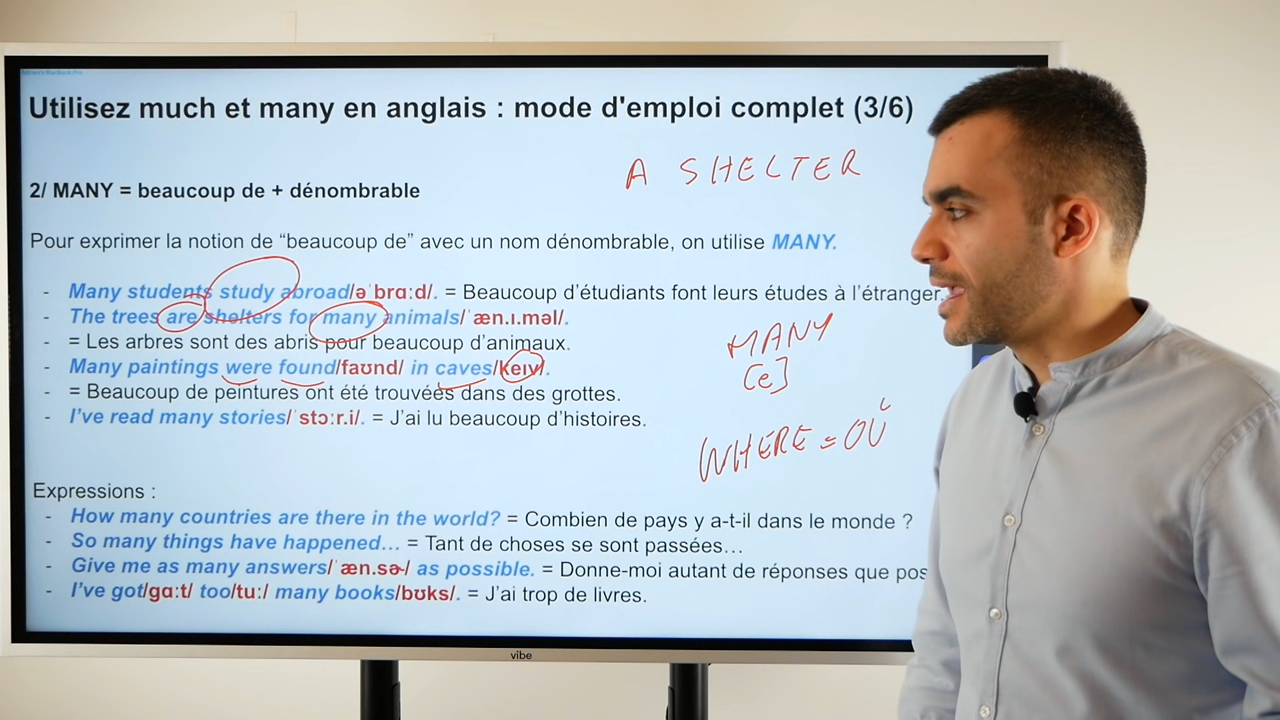 Adrien's MacBook Pro
Utilisez much et many en anglais : mode d'emploi complet (3/6)
A SHELTER
2/ MANY = beaucoup de + dénombrable
Pour exprimer la notion de “beaucoup de” avec un nom dénombrable, on utilise MANY.
- Many students study abroad/əˈbrɑːd/. = Beaucoup d’étudiants font leurs études à l’étranger.
- The trees are shelters for many animals/ˈæn.ɪ.məl/.
- = Les arbres sont des abris pour beaucoup d’animaux.
MANY
[e]
- Many paintings were found/faʊnd/ in caves/keɪv/.
- = Beaucoup de peintures ont été trouvées dans des grottes.
- I’ve read many stories/ˈstɔːr.i/. = J’ai lu beaucoup d’histoires.
WHERE = OÙ
Expressions :
- How many countries are there in the world? = Combien de pays y a-t-il dans le monde ?
- So many things have happened… = Tant de choses se sont passées…
- Give me as many answers/ˈæn.sɚ/ as possible. = Donne-moi autant de réponses que pos
- I’ve got/gɑːt/ too/tuː/ many books/bʊks/. = J’ai trop de livres.
vibe